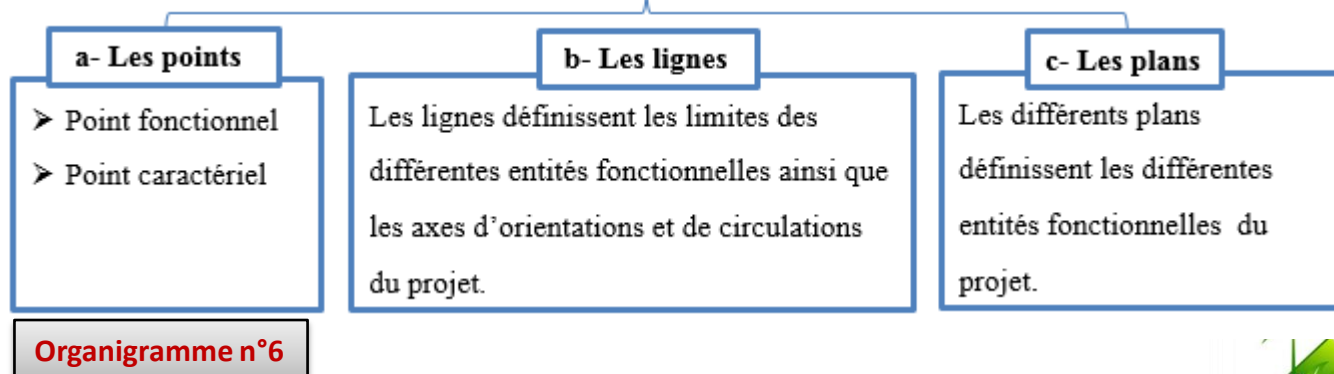 a- Les points
➤ Point fonctionnel
➤ Point caractériel
b- Les lignes
Les lignes définissent les limites des
différentes entités fonctionnelles ainsi que
les axes d’orientations et de circulations
du projet.
c- Les plans
Les différents plans
définissent les différentes
entités fonctionnelles du
projet.
Organigramme n°6